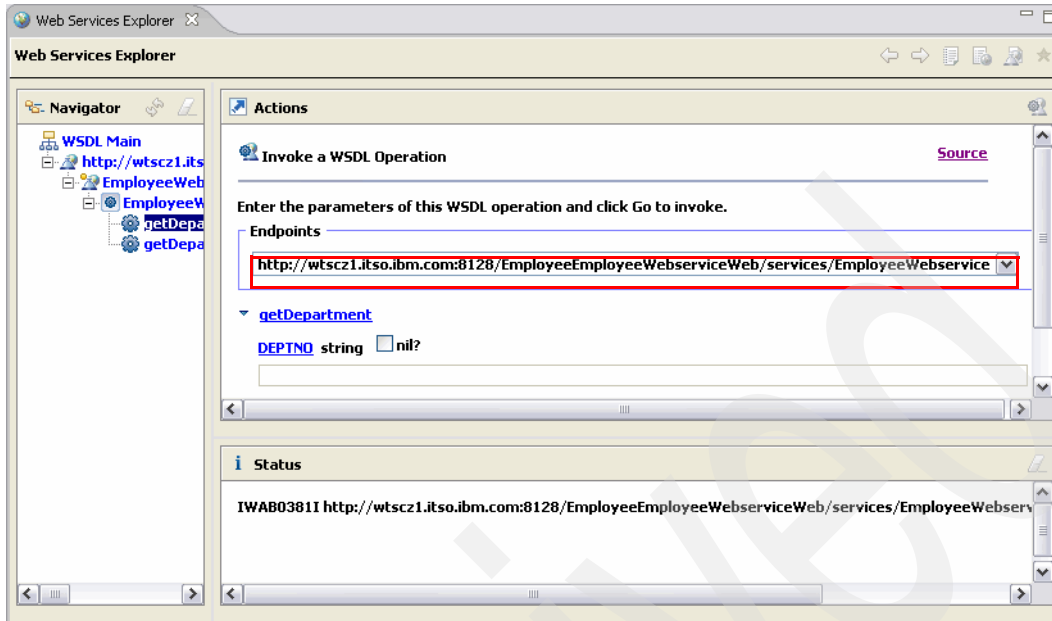 Web Services Explorer
Web Services Explorer
Navigator
WSDL Main
http://wtscz1.its
EmployeeWeb
EmployeeW
getDepa
getDepa
Actions
Invoke a WSDL Operation
Source
Enter the parameters of this WSDL operation and click Go to invoke.
Endpoints
http://wtscz1.itso.ibm.com:8128/EmployeeEmployeeWebserviceWeb/services/EmployeeWebservice
getDepartment
DEPTNO string nil?
i Status
IWAB0381I http://wtscz1.itso.ibm.com:8128/EmployeeEmployeeWebserviceWeb/services/EmployeeWebserv